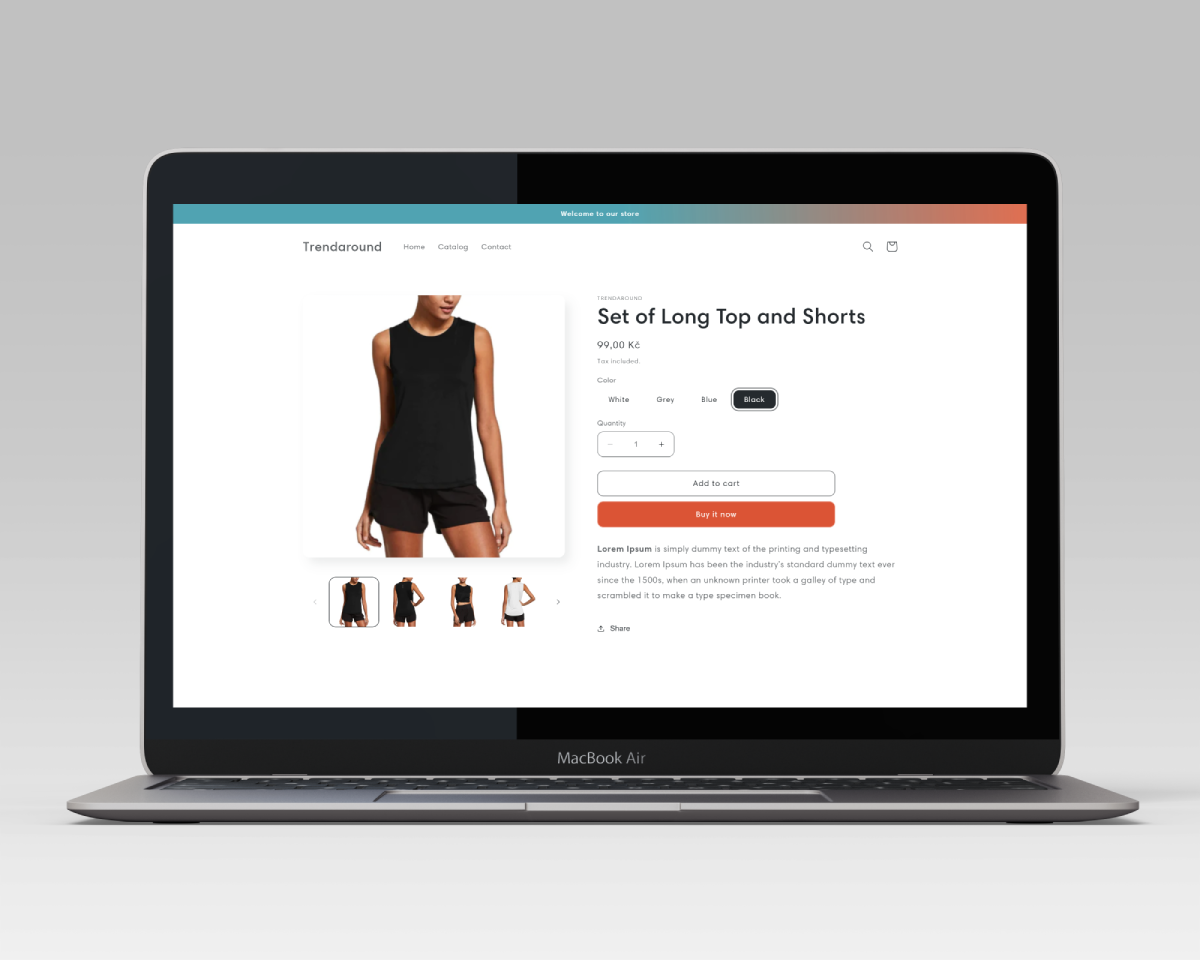 Welcome to our store
Trendaround Home Catalog Contact
TRENDAROUND
Set of Long Top and Shorts
99,00 Kč
Tax included.
Color
White Grey Blue Black
Quantity
− 1 +
Add to cart
Buy it now
Lorem Ipsum is simply dummy text of the printing and typesetting
industry. Lorem Ipsum has been the industry's standard dummy text ever
since the 1500s, when an unknown printer took a galley of type and
scrambled it to make a type specimen book.
Share
MacBook Air